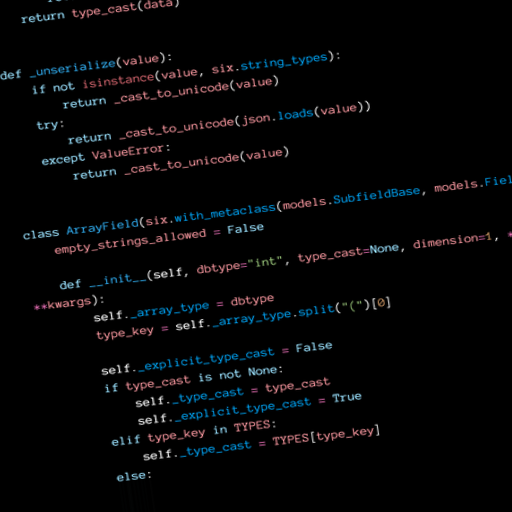 return type_cast(data)
def _unserialize(value):
if not isinstance(value, six.string_types):
return _cast_to_unicode(value)
try:
return _cast_to_unicode(json.loads(value))
except ValueError:
return _cast_to_unicode(value)
class ArrayField(six.with_metaclass(models.SubfieldBase, models.Fiel
empty_strings_allowed = False
def __init__(self, dbtype="int", type_cast=None, dimension=1, *
**kwargs):
self._array_type = dbtype
type_key = self._array_type.split("(")[0]
self._explicit_type_cast = False
if type_cast is not None:
self._type_cast = type_cast
self._explicit_type_cast = True
elif type_key in TYPES:
self._type_cast = TYPES[type_key]
else: